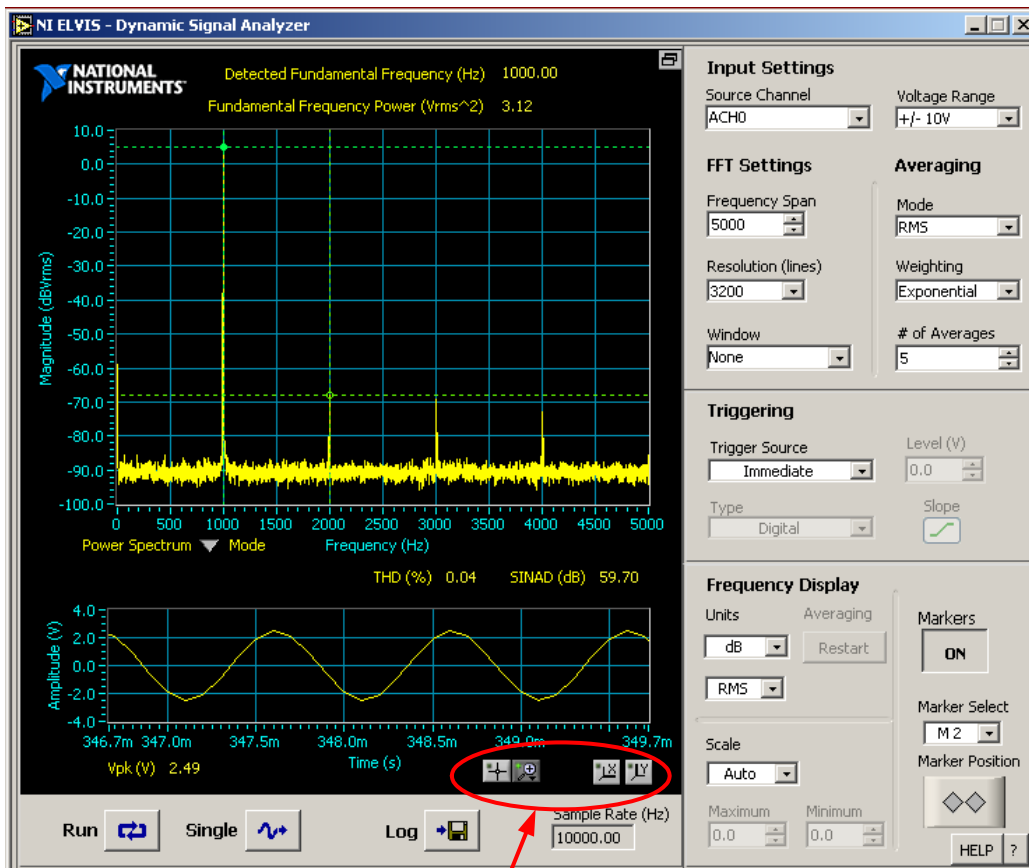 NI ELVIS - Dynamic Signal Analyzer
NATIONAL
INSTRUMENTS
Detected Fundamental Frequency (Hz) 1000.00
Fundamental Frequency Power (Vrms^2) 3.12
10.0
0.0
-10.0
-20.0
-30.0
-40.0
-50.0
-60.0
-70.0
-80.0
-90.0
-100.0
Magnitude (dBVrms)
0 500 1000 1500 2000 2500 3000 3500 4000 4500 5000
Power Spectrum Mode Frequency (Hz)
THD (%) 0.04 SINAD (dB) 59.70
4.0
2.0
0.0
-2.0
-4.0
Amplitude (V)
346.7m 347.0m 347.5m 348.0m 348.5m 349.0m 349.7m
Vpk (V) 2.49 Time (s)
X Y
Run Single Log
Sample Rate (Hz)
10000.00
Input Settings
Source Channel Voltage Range
ACH0 +/- 10V
FFT Settings Averaging
Frequency Span Mode
5000 RMS
Resolution (lines) Weighting
3200 Exponential
Window # of Averages
None 5
Triggering
Trigger Source Level (V)
Immediate 0.0
Type Slope
Digital
Frequency Display
Units Averaging Markers
dB Restart ON
RMS
Marker Select
M 2
Scale Marker Position
Auto
Maximum Minimum
0.0 0.0
HELP ?